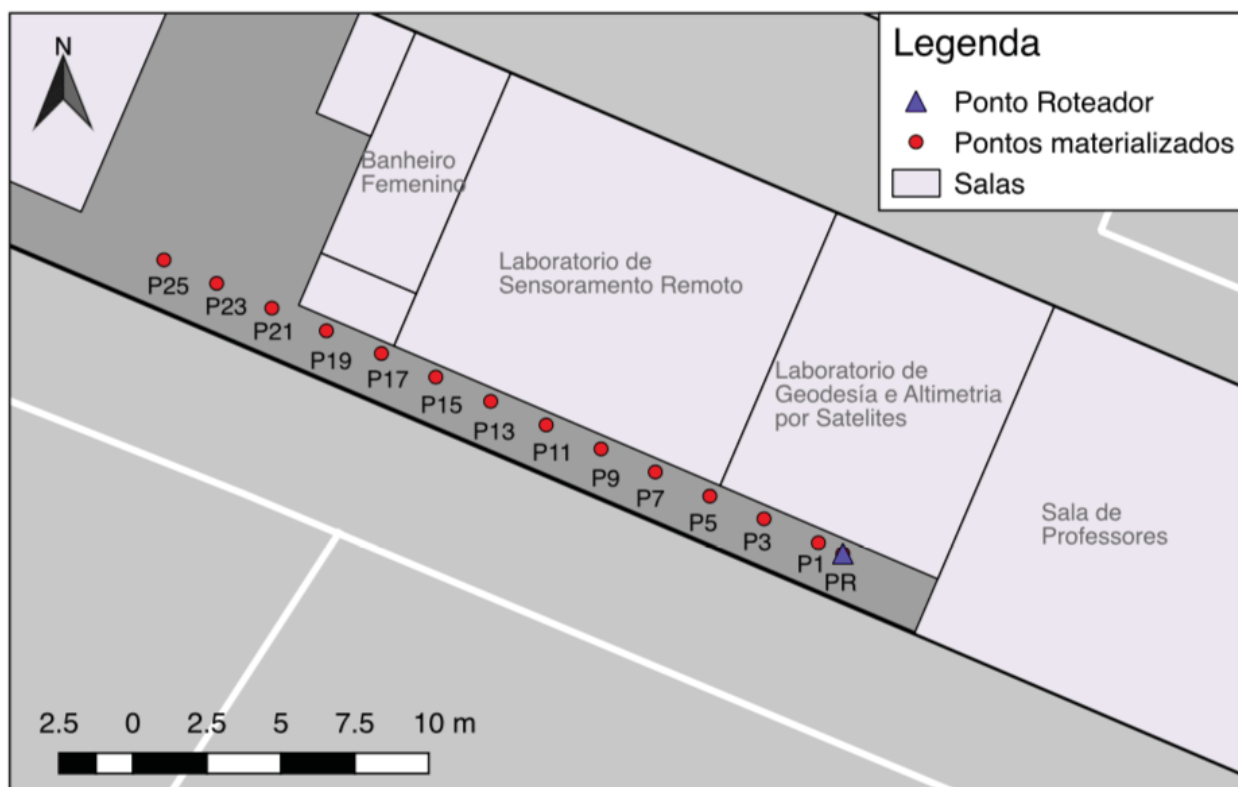 N
Legenda
Ponto Roteador
Pontos materializados
Salas
Banheiro
Femenino
Laboratorio de
Sensoramento Remoto
P25
P23
P21
P19
P17
P15
P13
P11
P9
P7
P5
P3
P1
PR
Laboratorio de
Geodesía e Altimetria
por Satelites
Sala de
Professores
2.5 0 2.5 5 7.5 10 m